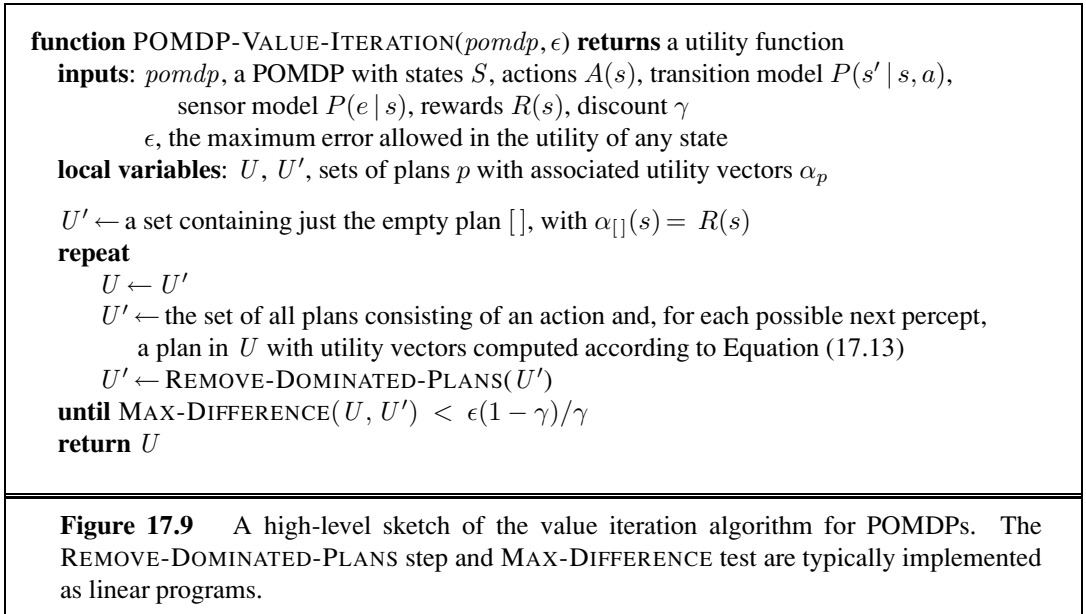 function POMDP-VALUE-ITERATION(pomdp, ϵ) returns a utility function
inputs: pomdp, a POMDP with states S, actions A(s), transition model P(s′ | s, a),
sensor model P(e | s), rewards R(s), discount γ
ϵ, the maximum error allowed in the utility of any state
local variables: U, U′, sets of plans p with associated utility vectors αₚ
U′ ← a set containing just the empty plan [ ], with α[ ](s) = R(s)
repeat
U ← U′
U′ ← the set of all plans consisting of an action and, for each possible next percept,
a plan in U with utility vectors computed according to Equation (17.13)
U′ ← REMOVE-DOMINATED-PLANS(U′)
until MAX-DIFFERENCE(U, U′) < ϵ(1 − γ)/γ
return U
Figure 17.9 A high-level sketch of the value iteration algorithm for POMDPs. The
REMOVE-DOMINATED-PLANS step and MAX-DIFFERENCE test are typically implemented
as linear programs.